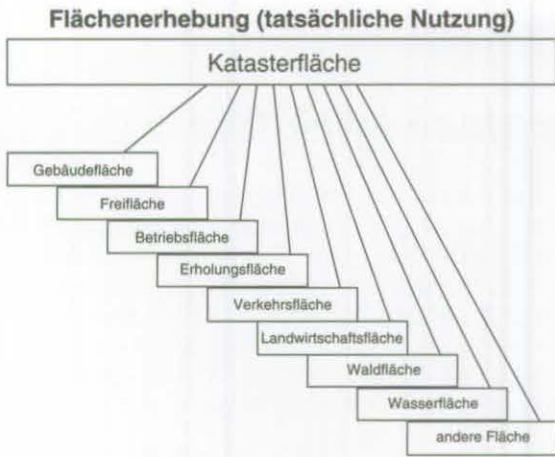 Flächenerhebung (tatsächliche Nutzung)
Katasterfläche
Gebäudefläche
Freifläche
Betriebsfläche
Erholungsfläche
Verkehrsfläche
Landwirtschaftsfläche
Waldfläche
Wasserfläche
andere Fläche